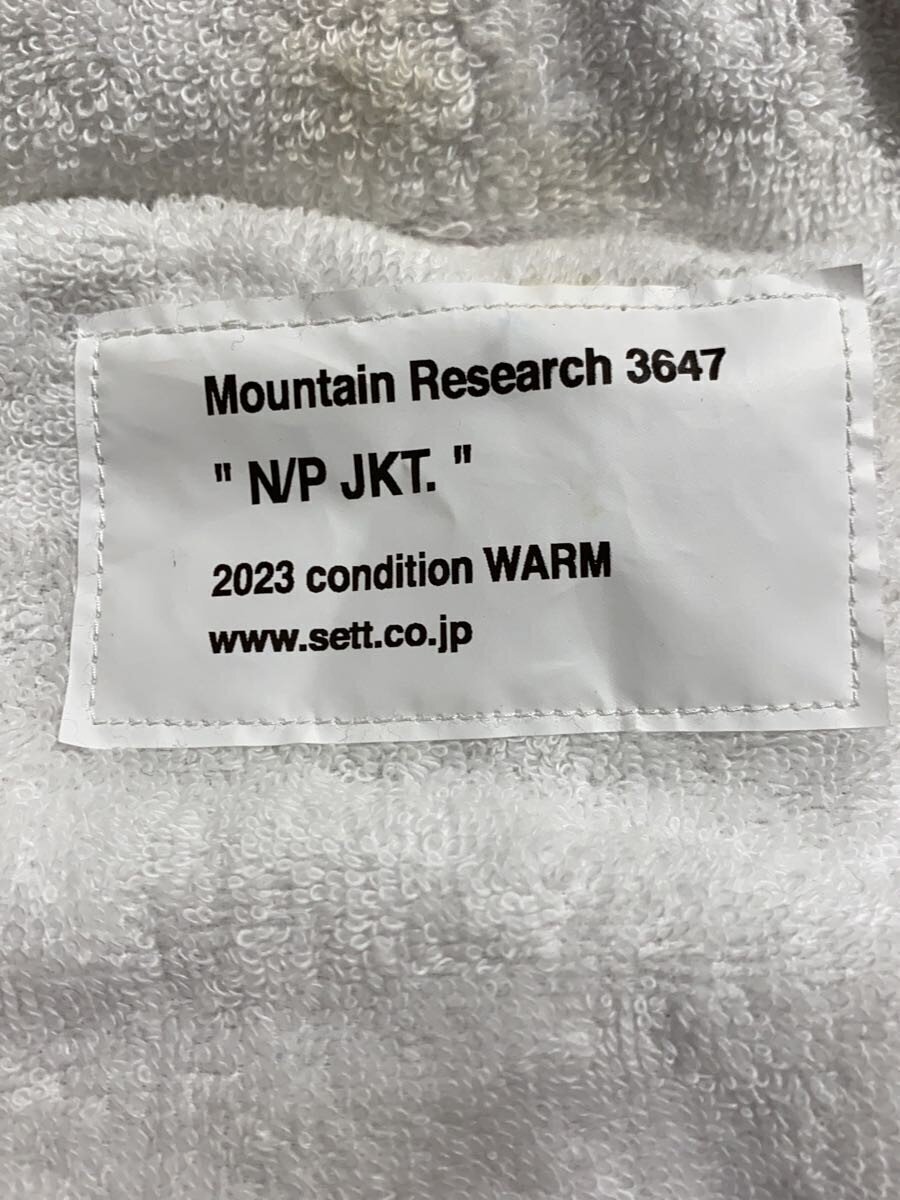 Mountain Research 3647
" N/P JKT. "
2023 condition WARM
www.sett.co.jp